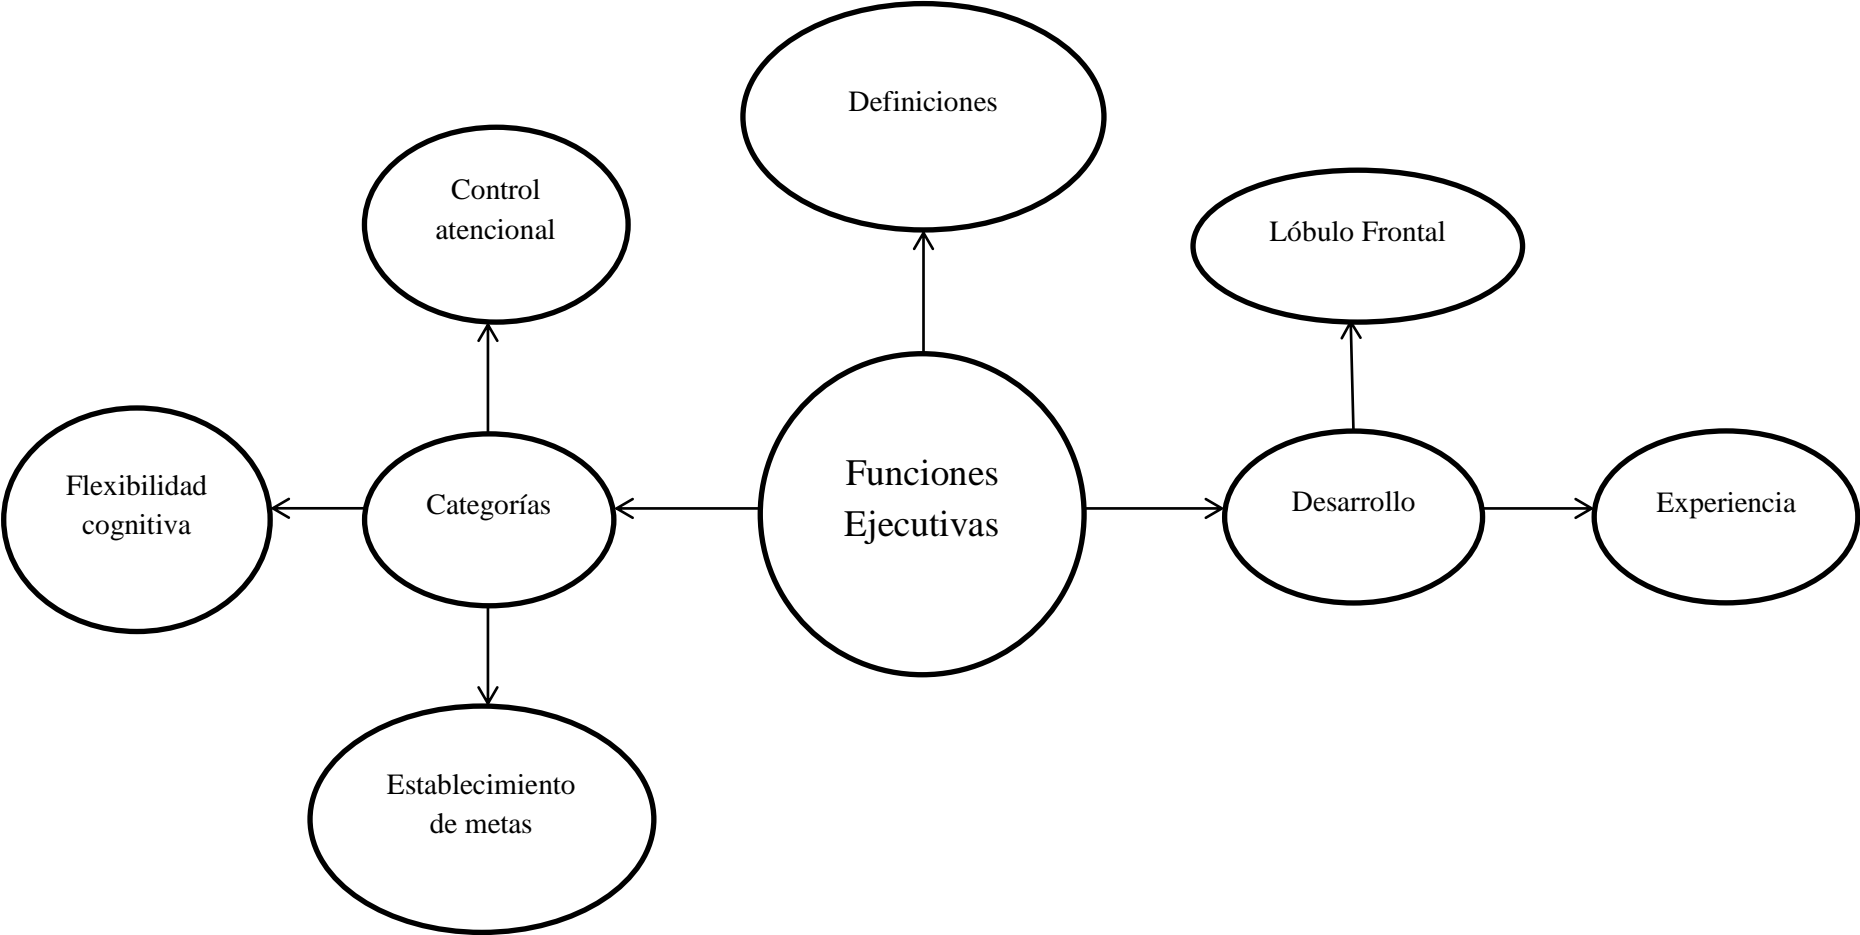 Definiciones
Control
atencional
Lóbulo Frontal
Flexibilidad
cognitiva
Categorías
Funciones
Ejecutivas
Desarrollo
Experiencia
Establecimiento
de metas